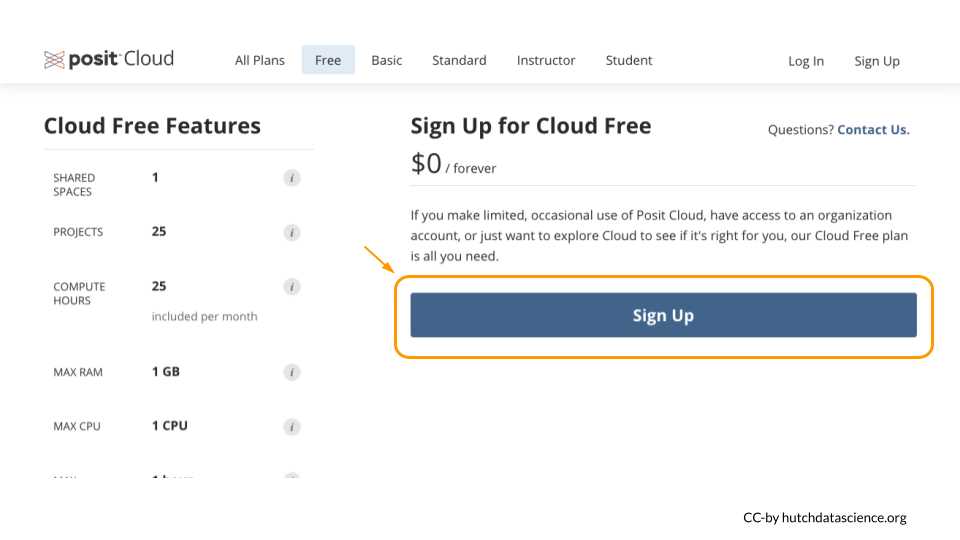 posit Cloud
All Plans Free Basic Standard Instructor Student
Log In Sign Up
Cloud Free Features
SHARED SPACES 1 i
PROJECTS 25 i
COMPUTE HOURS 25 i
included per month
MAX RAM 1 GB i
MAX CPU 1 CPU i
Sign Up for Cloud Free
Questions? Contact Us.
$0 / forever
If you make limited, occasional use of Posit Cloud, have access to an organization
account, or just want to explore Cloud to see if it's right for you, our Cloud Free plan
is all you need.
Sign Up
CC-by hutchdatascience.org